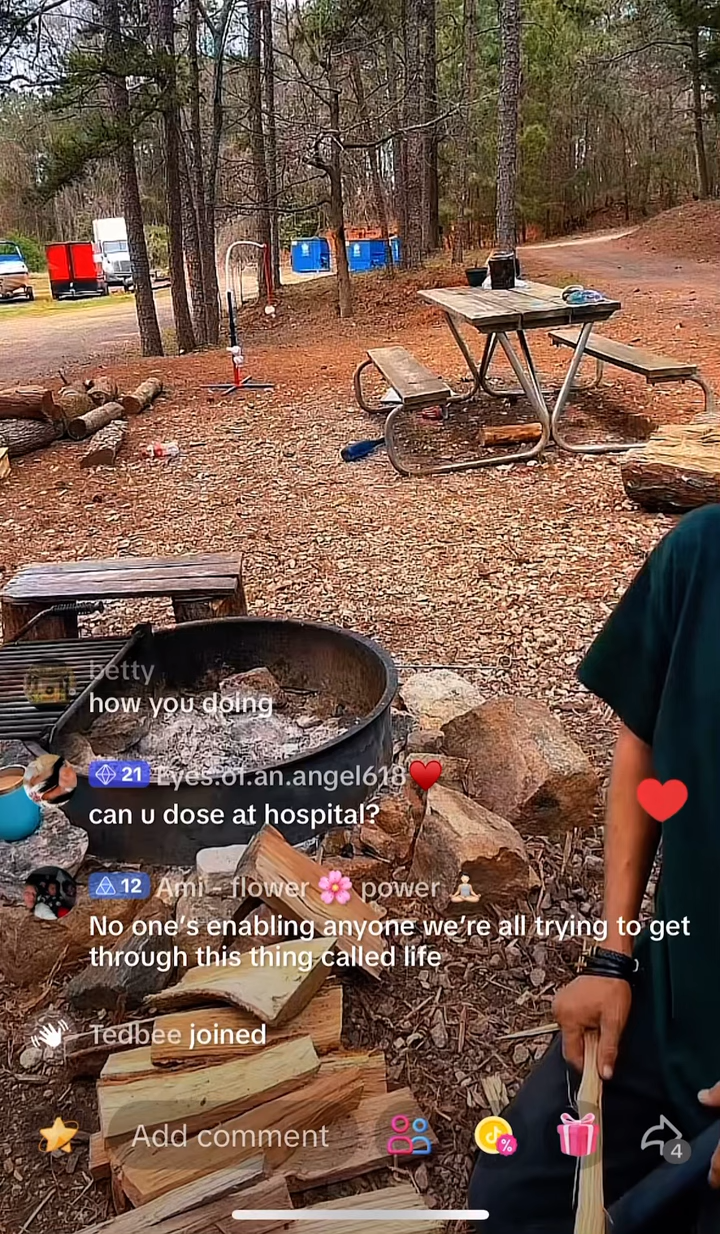 betty
how you doing
21 Eyes.of.an.angel618❤️
can u dose at hospital?
12 Ami - flower 🌸 power 🧘
No one’s enabling anyone we’re all trying to get
through this thing called life
Tedbee joined
Add comment
%
4